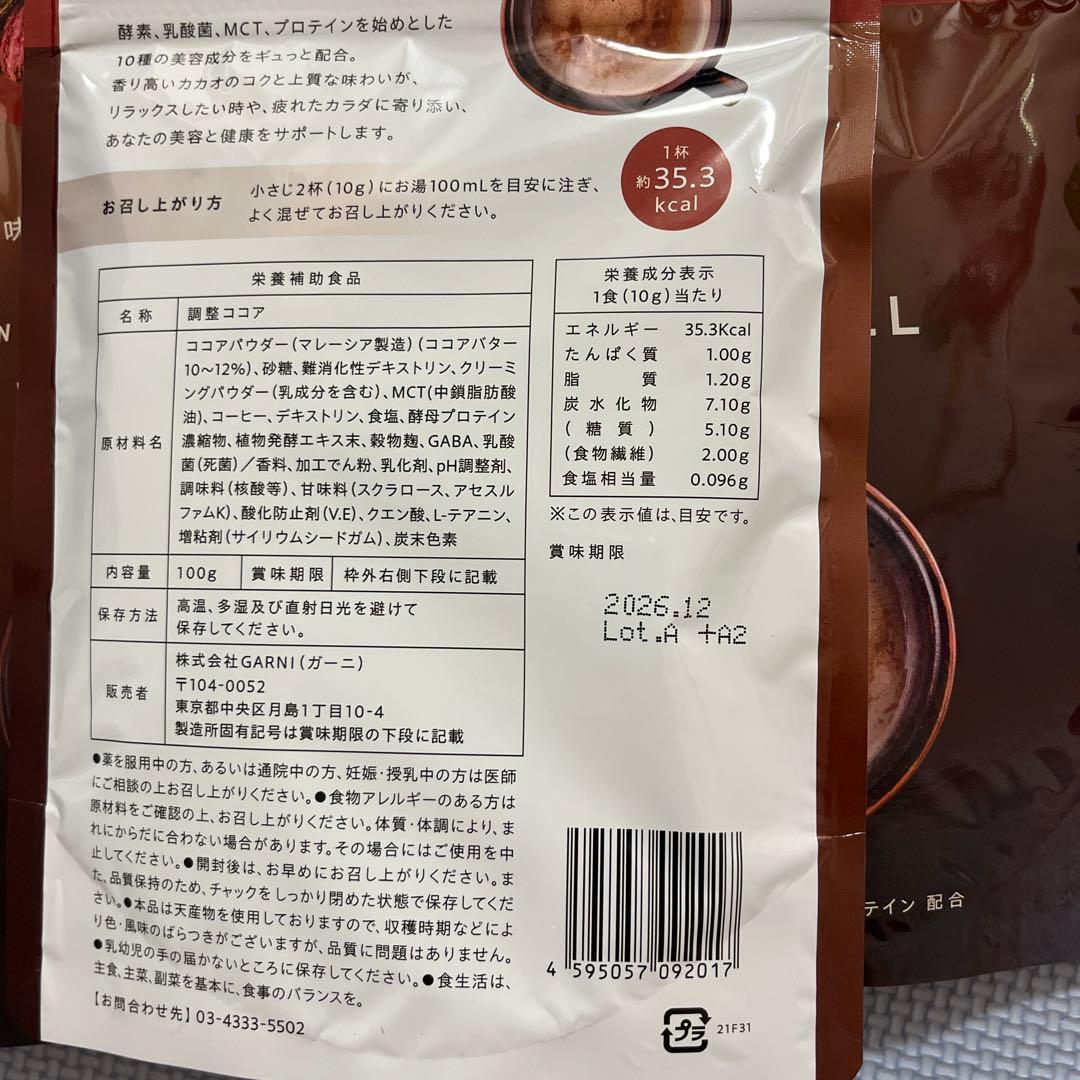 酵素、乳酸菌、MCT、プロテインを始めとした
10種の美容成分をギュっと配合。
香り高いカカオのコクと上質な味わいが、
リラックスしたい時や、疲れたカラダに寄り添い、
あなたの美容と健康をサポートします。
お召し上がり方
小さじ2杯(10g)にお湯100mLを目安に注ぎ、
よく混ぜてお召し上がりください。
1杯
約35.3
kcal
栄養補助食品
名称 調整ココア
原材料名
ココアパウダー(マレーシア製造)(ココアバター
10〜12%)、砂糖、難消化性デキストリン、クリーミ
ングパウダー(乳成分を含む)、MCT(中鎖脂肪酸
油)、コーヒー、デキストリン、食塩、酵母プロテイン
濃縮物、植物発酵エキス末、穀物麹、GABA、乳酸
菌(死菌)/香料、加工でん粉、乳化剤、pH調整剤、
調味料(核酸等)、甘味料(スクラロース、アセスル
ファムK)、酸化防止剤(V.E)、クエン酸、L-テアニン、
増粘剤(サイリウムシードガム)、炭末色素
内容量 100g 賞味期限 枠外右側下段に記載
保存方法
高温、多湿及び直射日光を避けて
保存してください。
販売者
株式会社GARNI(ガーニ)
〒104-0052
東京都中央区月島1丁目10-4
製造所固有記号は賞味期限の下段に記載
栄養成分表示
1食(10g)当たり
エネルギー 35.3Kcal
たんぱく質 1.00g
脂質 1.20g
炭水化物 7.10g
(糖質) 5.10g
(食物繊維) 2.00g
食塩相当量 0.096g
※この表示値は、目安です。
賞味期限
2026.12
Lot.A +A2
●薬を服用中の方、あるいは通院中の方、妊娠・授乳中の方は医師
にご相談の上お召し上がりください。●食物アレルギーのある方は
原材料をご確認の上、お召し上がりください。体質・体調により、ま
れにからだに合わない場合があります。その場合にはご使用を中
止してください。●開封後は、お早めにお召し上がりください。ま
た、品質保持のため、チャックをしっかり閉めた状態で保存してくだ
さい。●本品は天産物を使用しておりますので、収穫時期などによ
り色・風味のばらつきがございますが、品質に問題はありません。
●乳幼児の手の届かないところに保存してください。●食生活は、
主食、主菜、副菜を基本に、食事のバランスを。
【お問合わせ先】03-4333-5502
4 595057 092017
プラ
21F31
味
N
LL
テイン 配合